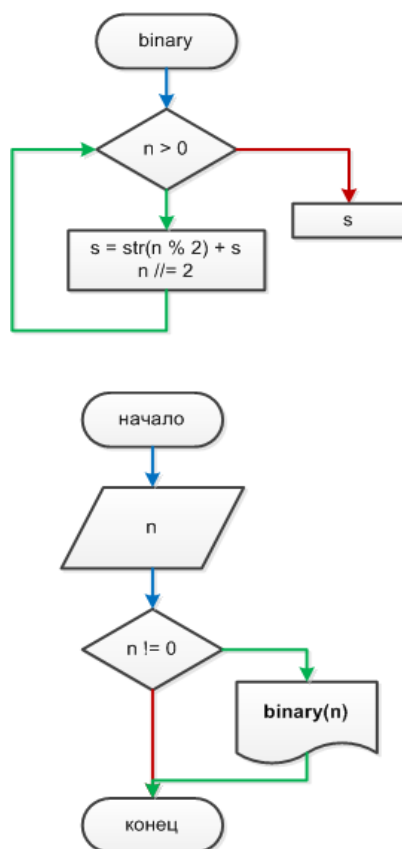 binary
n > 0
s
s = str(n % 2) + s
n //= 2
начало
n
n != 0
binary(n)
конец